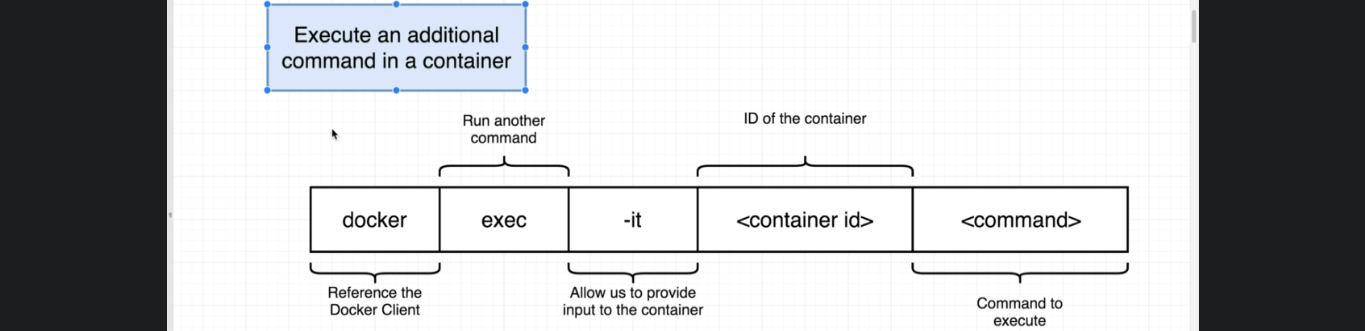 Execute an additional
command in a container
Run another
command
ID of the container
docker
exec
-it
<container id>
<command>
Reference the
Docker Client
Allow us to provide
input to the container
Command to
execute